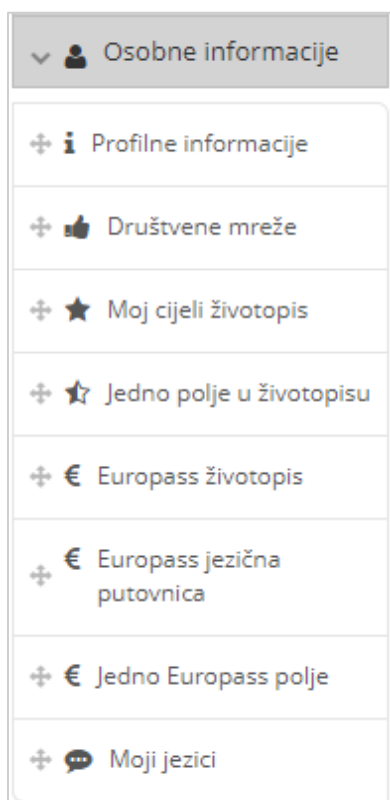 Osobne informacije
Profilne informacije
Društvene mreže
Moj cijeli životopis
Jedno polje u životopisu
€ Europass životopis
€ Europass jezična
putovnica
€ Jedno Europass polje
Moji jezici